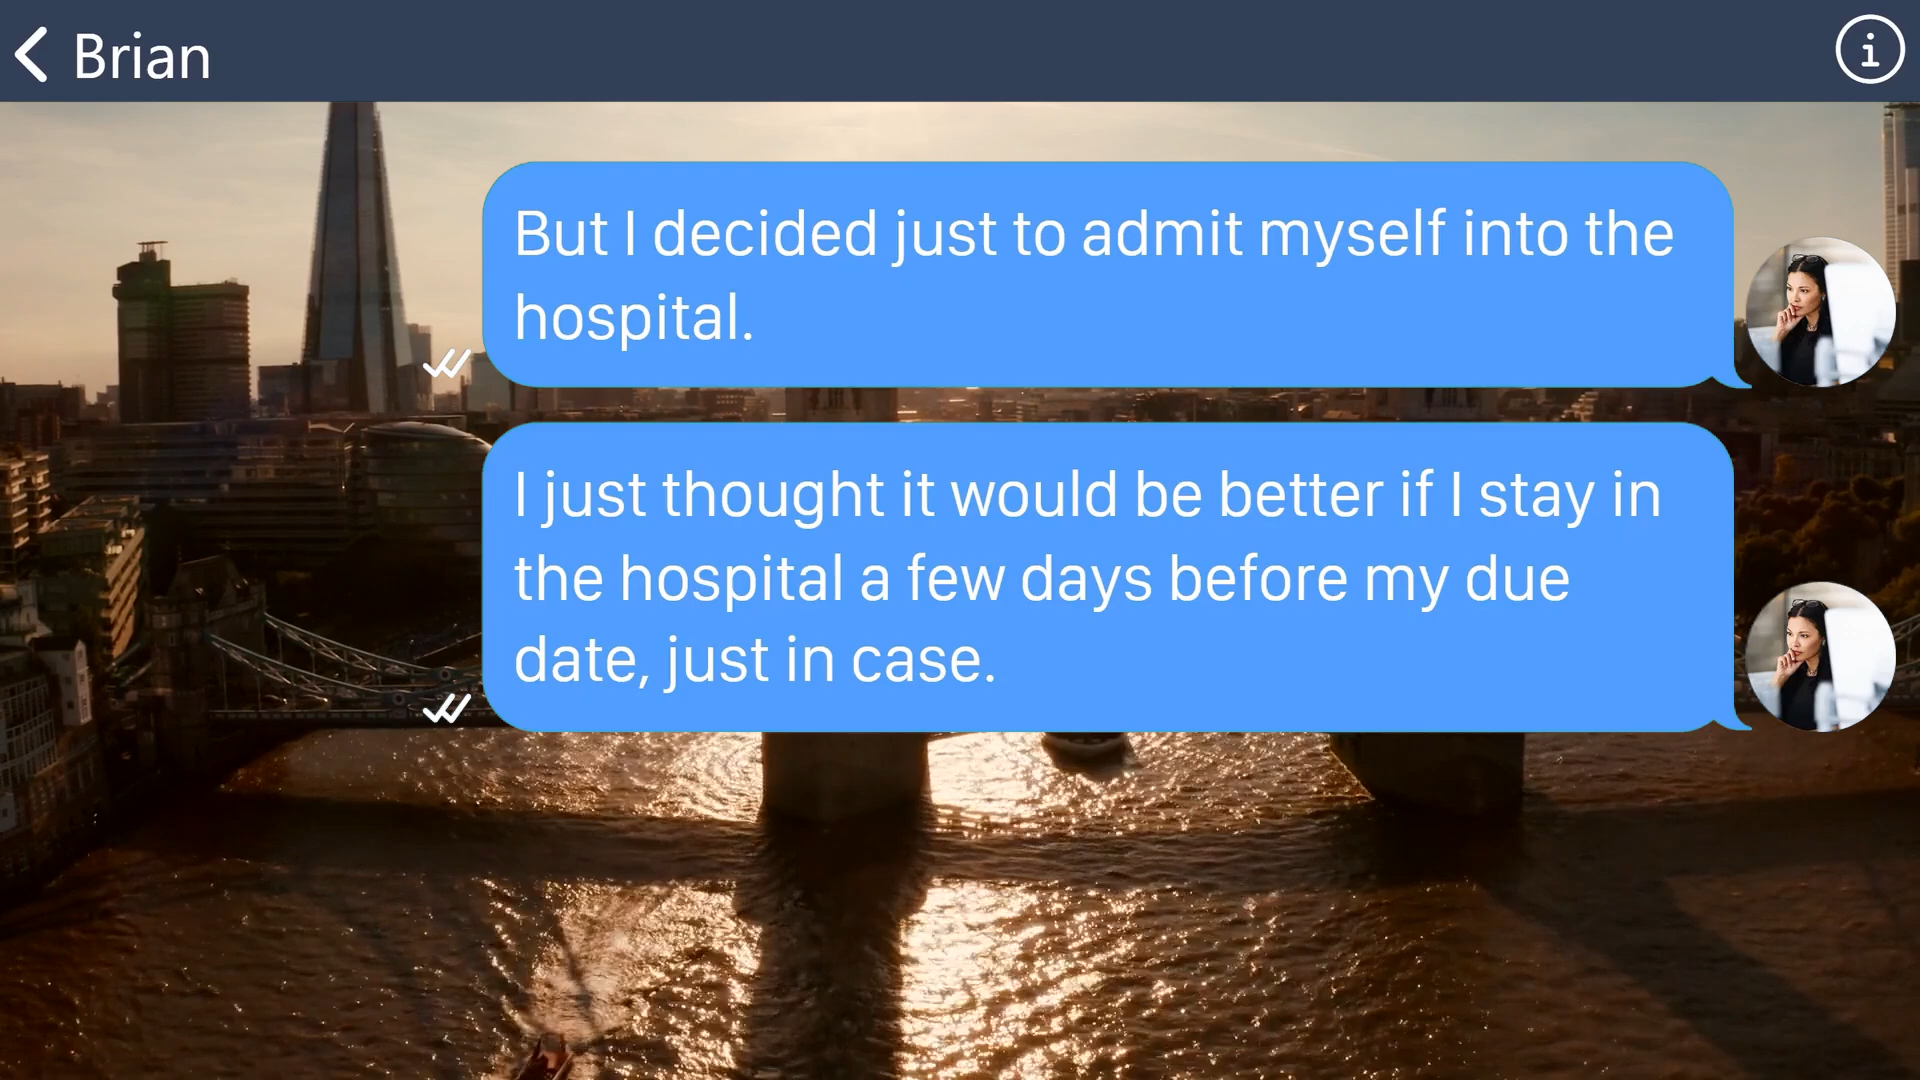 Brian
But I decided just to admit myself into the
hospital.
I just thought it would be better if I stay in
the hospital a few days before my due
date, just in case.